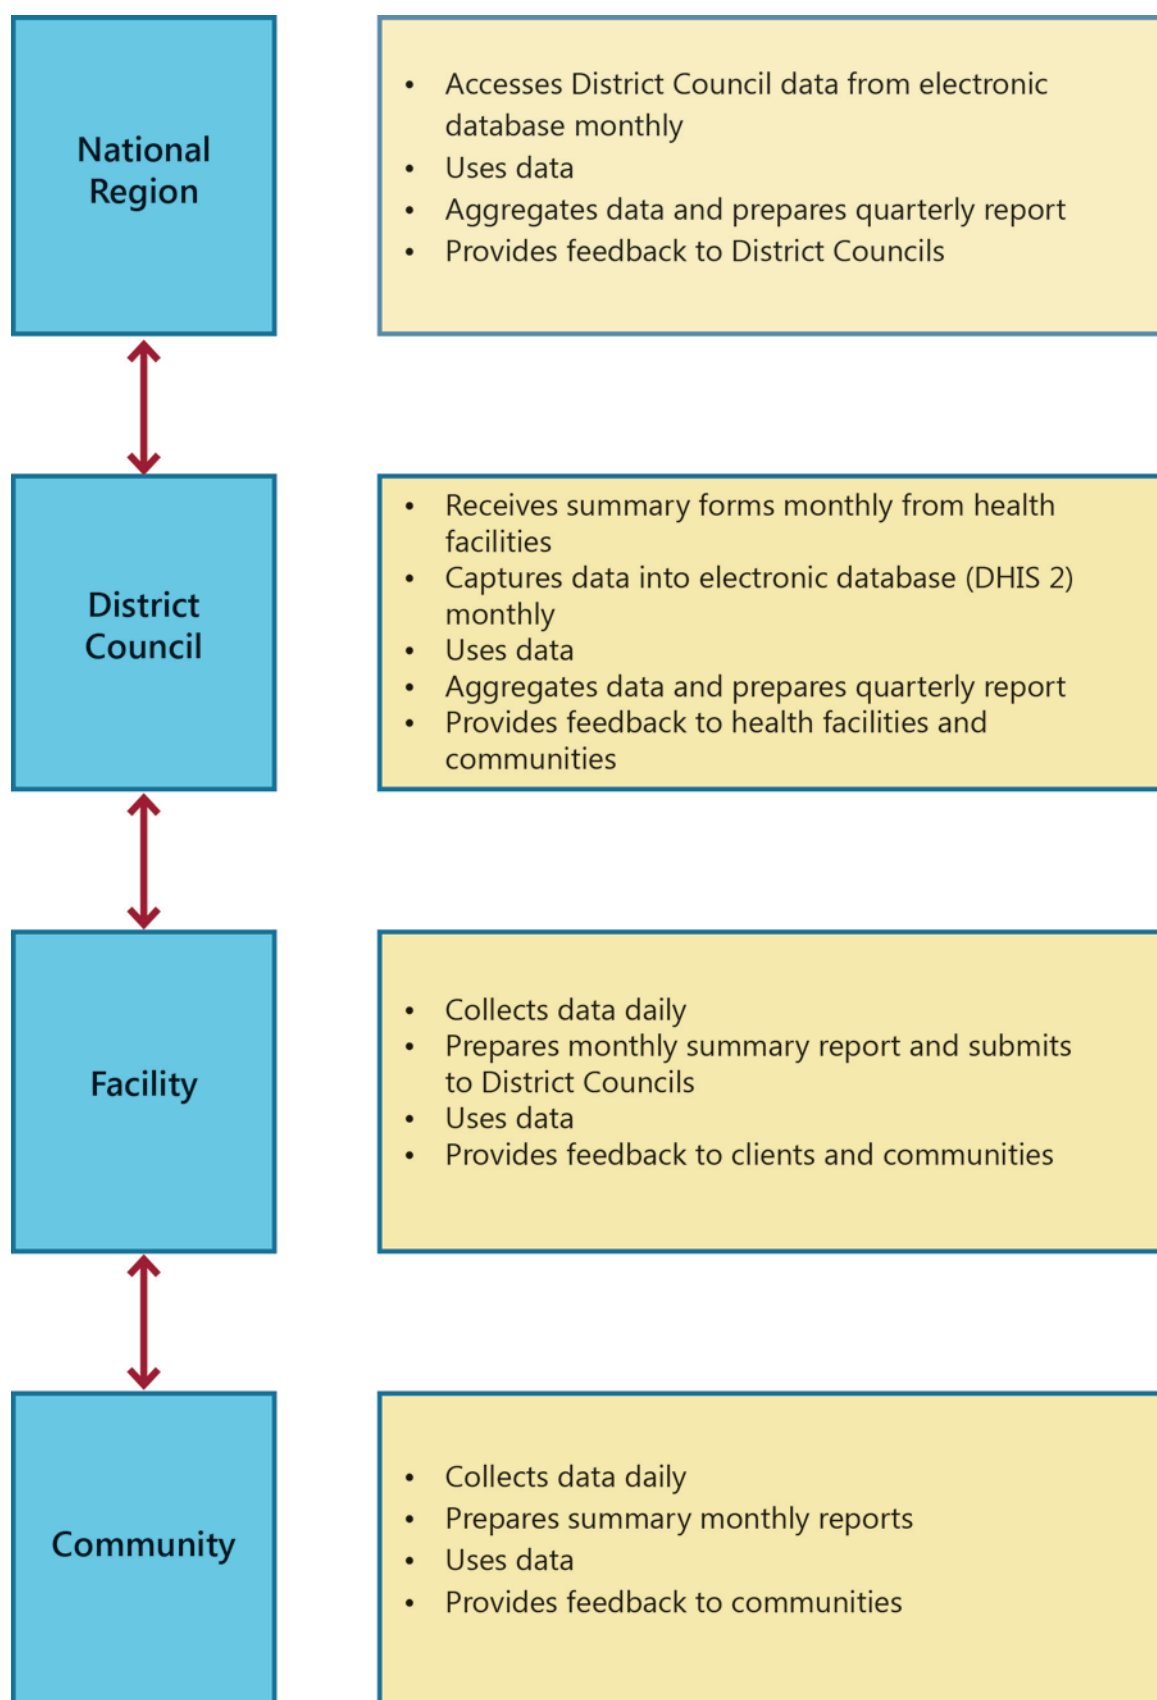 National
Region
• Accesses District Council data from electronic
database monthly
• Uses data
• Aggregates data and prepares quarterly report
• Provides feedback to District Councils
District
Council
• Receives summary forms monthly from health
facilities
• Captures data into electronic database (DHIS 2)
monthly
• Uses data
• Aggregates data and prepares quarterly report
• Provides feedback to health facilities and
communities
Facility
• Collects data daily
• Prepares monthly summary report and submits
to District Councils
• Uses data
• Provides feedback to clients and communities
Community
• Collects data daily
• Prepares summary monthly reports
• Uses data
• Provides feedback to communities